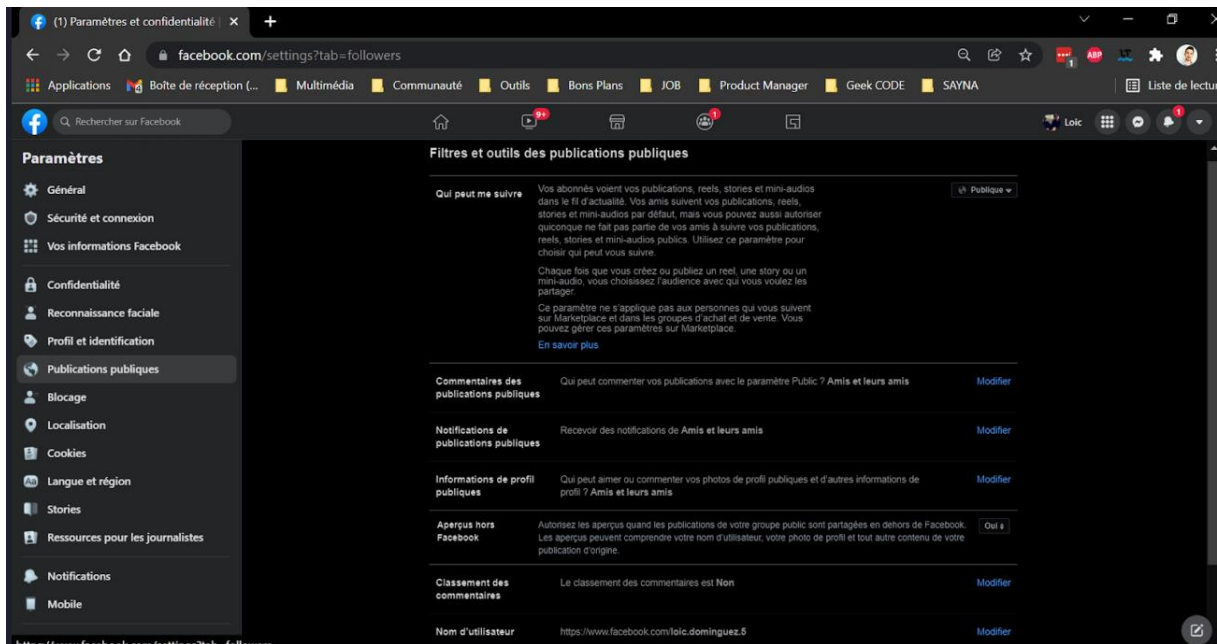 (1) Paramètres et confidentialité
facebook.com/settings?tab=followers
1
ABP
LT
Applications
Boîte de réception (...
Multimédia
Communauté
Outils
Bons Plans
JOB
Product Manager
Geek CODE
SAYNA
Liste de lectur
Rechercher sur Facebook
9+
1
Loic
1
Paramètres
Général
Sécurité et connexion
Vos informations Facebook
Confidentialité
Reconnaissance faciale
Profil et identification
Publications publiques
Blocage
Localisation
Cookies
Langue et région
Stories
Ressources pour les journalistes
Notifications
Mobile
Filtres et outils des publications publiques
Qui peut me suivre
Vos abonnés voient vos publications, reels, stories et mini-audios
dans le fil d'actualité. Vos amis suivent vos publications, reels,
stories et mini-audios par défaut, mais vous pouvez aussi autoriser
quiconque ne fait pas partie de vos amis à suivre vos publications,
reels, stories et mini-audios publics. Utilisez ce paramètre pour
choisir qui peut vous suivre.
Chaque fois que vous créez ou publiez un reel, une story ou un
mini-audio, vous choisissez l'audience avec qui vous voulez les
partager.
Ce paramètre ne s'applique pas aux personnes qui vous suivent
sur Marketplace et dans les groupes d'achat et de vente. Vous
pouvez gérer ces paramètres sur Marketplace.
En savoir plus
Publique
Commentaires des
publications publiques
Qui peut commenter vos publications avec le paramètre Public ? Amis et leurs amis
Modifier
Notifications de
publications publiques
Recevoir des notifications de Amis et leurs amis
Modifier
Informations de profil
publiques
Qui peut aimer ou commenter vos photos de profil publiques et d'autres informations de
profil ? Amis et leurs amis
Modifier
Aperçus hors
Facebook
Autorisez les aperçus quand les publications de votre groupe public sont partagées en dehors de Facebook.
Les aperçus peuvent comprendre votre nom d'utilisateur, votre photo de profil et tout autre contenu de votre
publication d'origine.
Oui
Classement des
commentaires
Le classement des commentaires est Non
Modifier
Nom d'utilisateur
https://www.facebook.com/loic.dominguez.5
Modifier